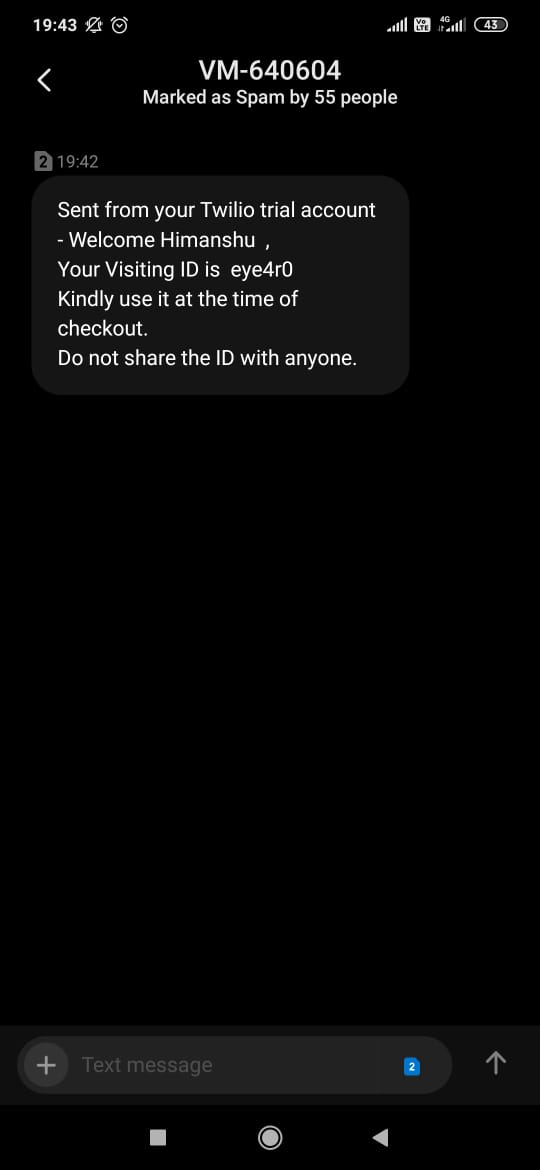 19:43
Vo LTE 4G 43
VM-640604
Marked as Spam by 55 people
2 19:42
Sent from your Twilio trial account
- Welcome Himanshu ,
Your Visiting ID is eye4r0
Kindly use it at the time of
checkout.
Do not share the ID with anyone.
+ Text message 2